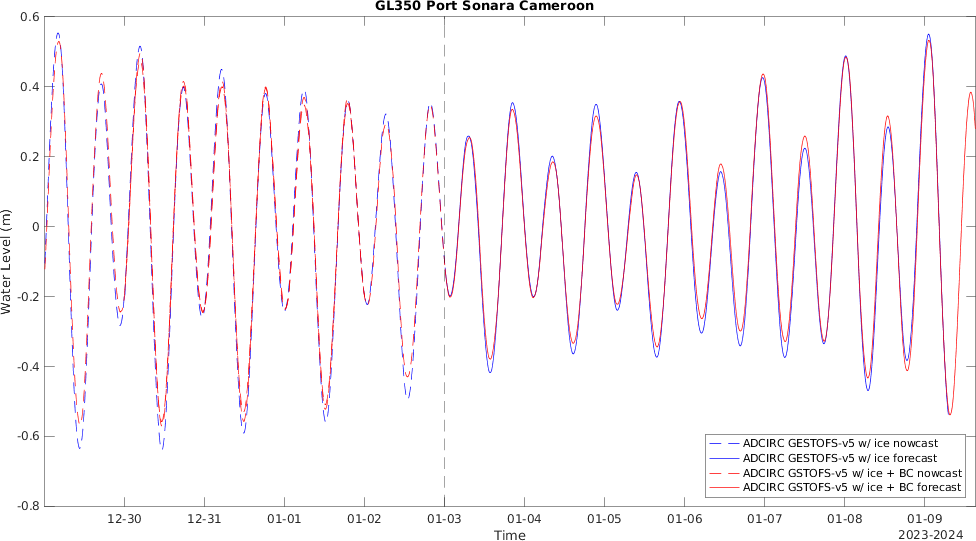 GL350 Port Sonara Cameroon
0.6
0.4
0.2
0
-0.2
-0.4
-0.6
-0.8
Water Level (m)
12-30 12-31 01-01 01-02 01-03 01-04 01-05 01-06 01-07 01-08 01-09
2023-2024
Time
ADCIRC GESTOFS-v5 w/ ice nowcast
ADCIRC GESTOFS-v5 w/ ice forecast
ADCIRC GSTOFS-v5 w/ ice + BC nowcast
ADCIRC GSTOFS-v5 w/ ice + BC forecast